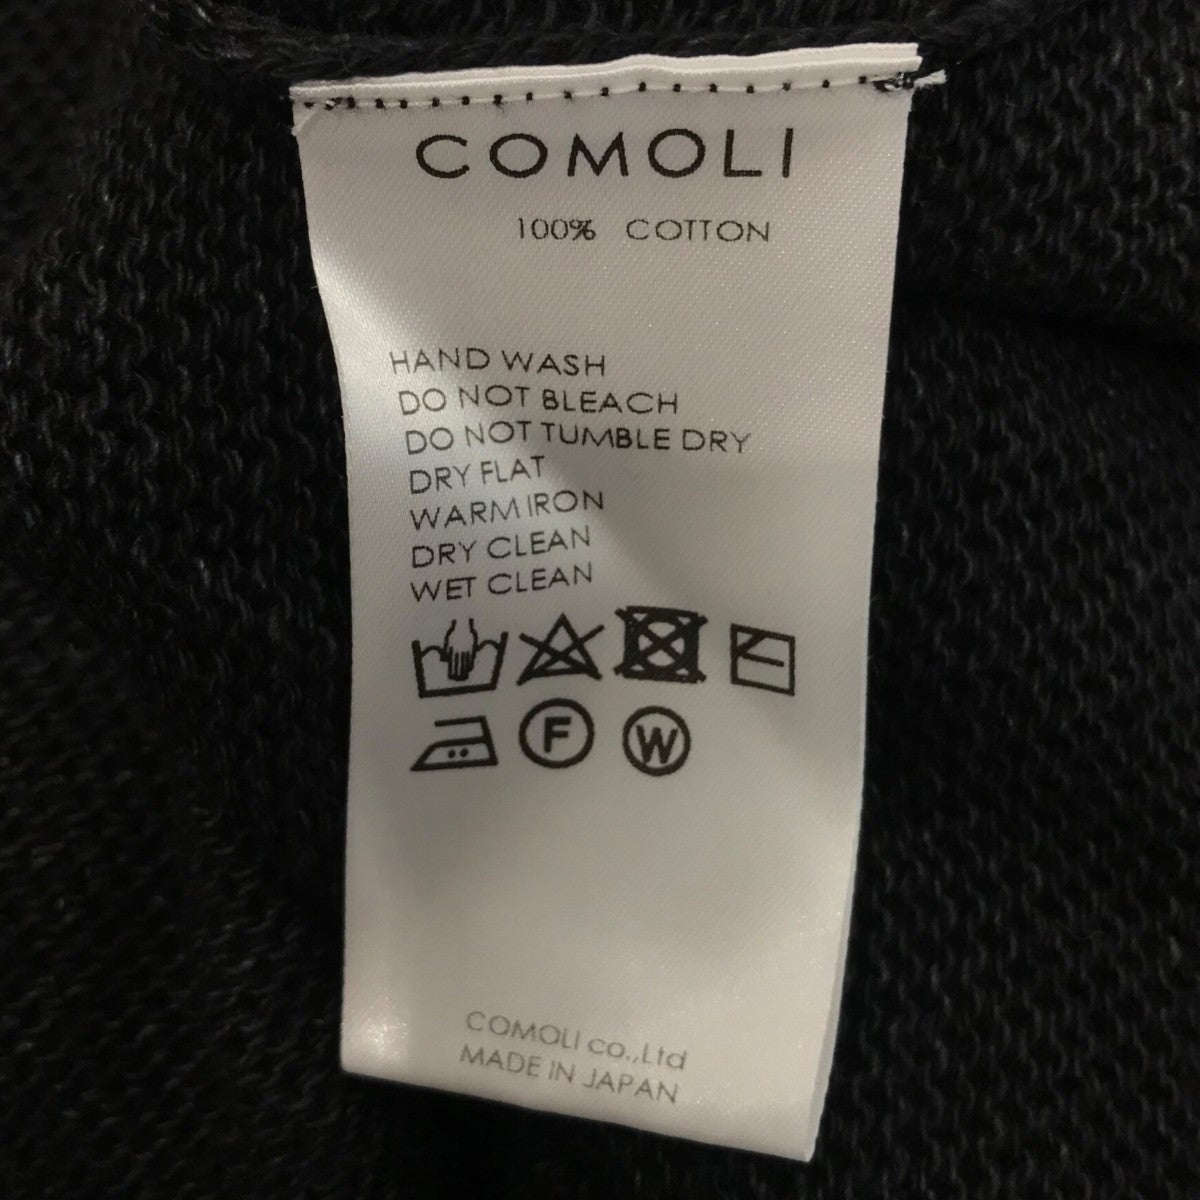 COMOLI
100% COTTON
HAND WASH
DO NOT BLEACH
DO NOT TUMBLE DRY
DRY FLAT
WARM IRON
DRY CLEAN
WET CLEAN
F W
COMOLI co.,Ltd
MADE IN JAPAN